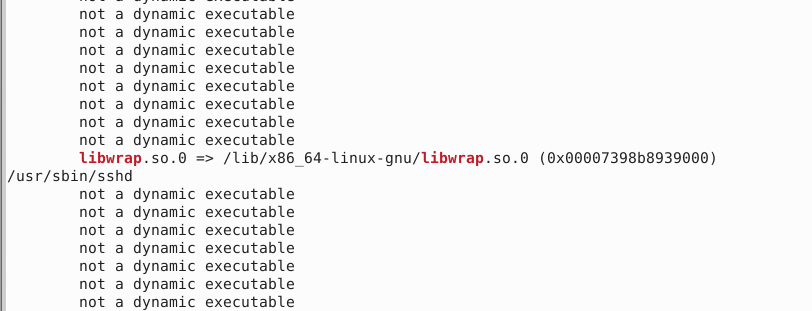 not a dynamic executable
not a dynamic executable
not a dynamic executable
not a dynamic executable
not a dynamic executable
not a dynamic executable
not a dynamic executable
not a dynamic executable
not a dynamic executable
libwrap.so.0 => /lib/x86_64-linux-gnu/libwrap.so.0 (0x00007398b8939000)
/usr/sbin/sshd
not a dynamic executable
not a dynamic executable
not a dynamic executable
not a dynamic executable
not a dynamic executable
not a dynamic executable
not a dynamic executable